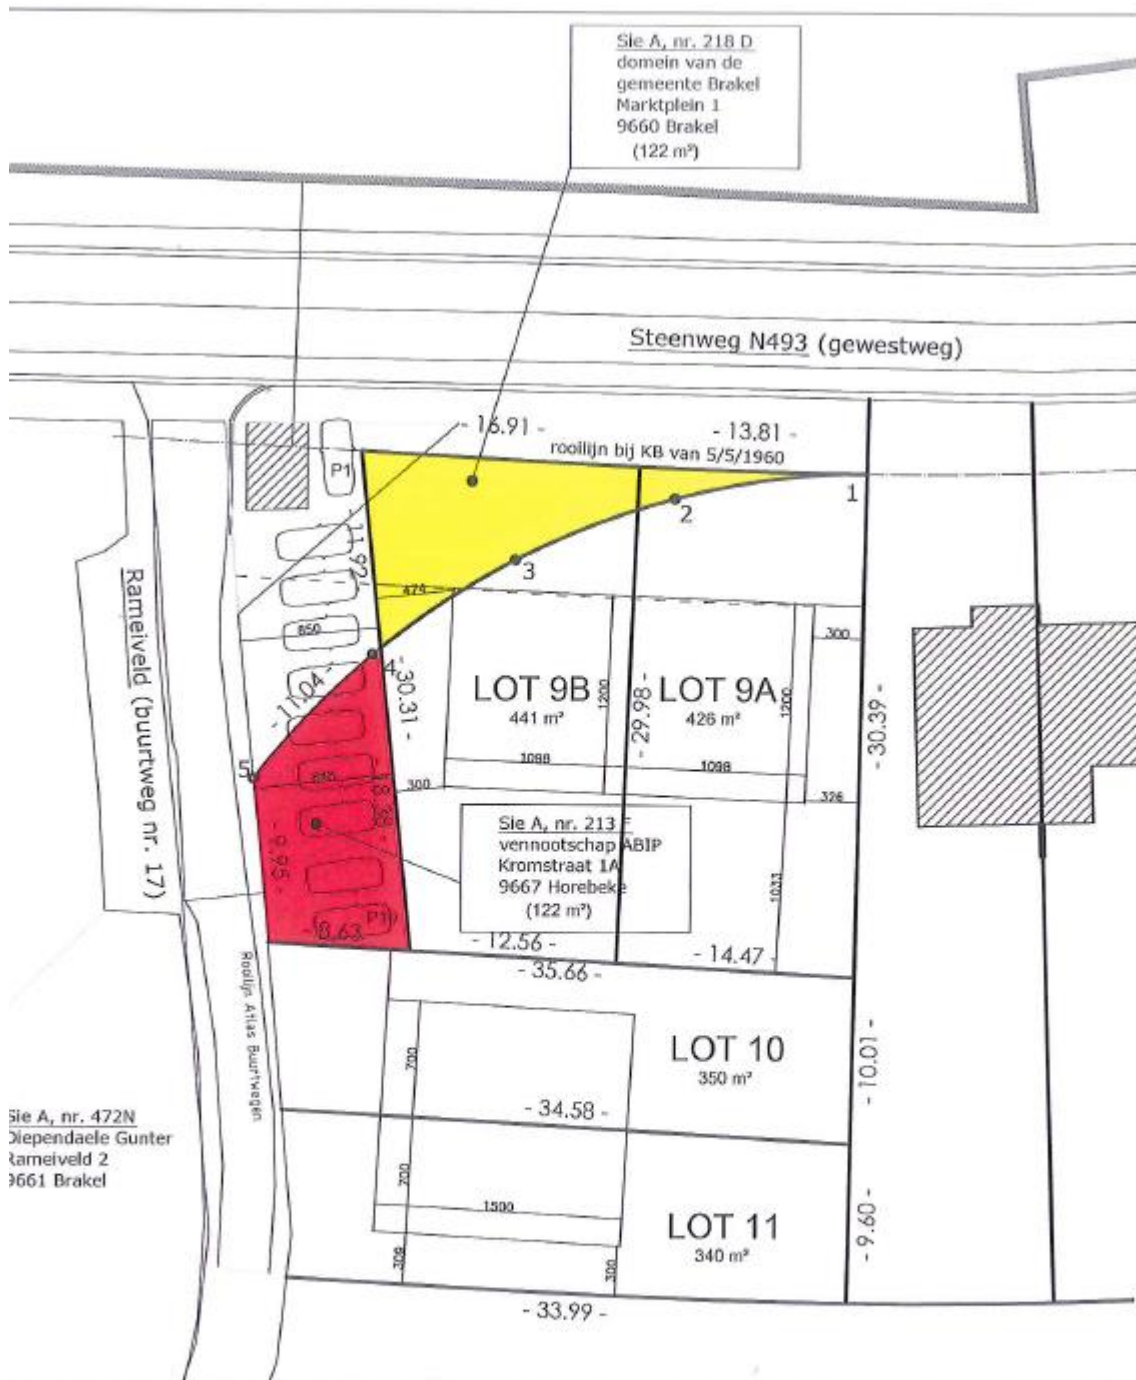 Sie A, nr. 218 D
domein van de
gemeente Brakel
Marktplein 1
9660 Brakel
(122 m²)
Steenweg N493 (gewestweg)
- 16.91 -
- 13.81 -
rooilijn bij KB van 5/5/1960
P1
1
2
3
- 11.92 -
474
850
300
4
- 11.04 -
- 30.31 -
LOT 9B
441 m²
1200
- 29.98 -
LOT 9A
426 m²
1200
- 30.39 -
Rameiveld (buurtweg nr. 17)
5
1098
1098
300
326
- 9.95 -
Sie A, nr. 213 F
vennootschap ABIP
Kromstraat 1A
9667 Horebeke
(122 m²)
1033
P10
- 8.63
- 12.56 -
- 14.47 -
- 35.66 -
Rooilijn Atlas Buurtwegen
LOT 10
350 m²
700
- 10.01 -
- 34.58 -
Sie A, nr. 472N
Diependaele Gunter
Rameiveld 2
9661 Brakel
700
1500
LOT 11
340 m²
- 9.60 -
309
300
- 33.99 -